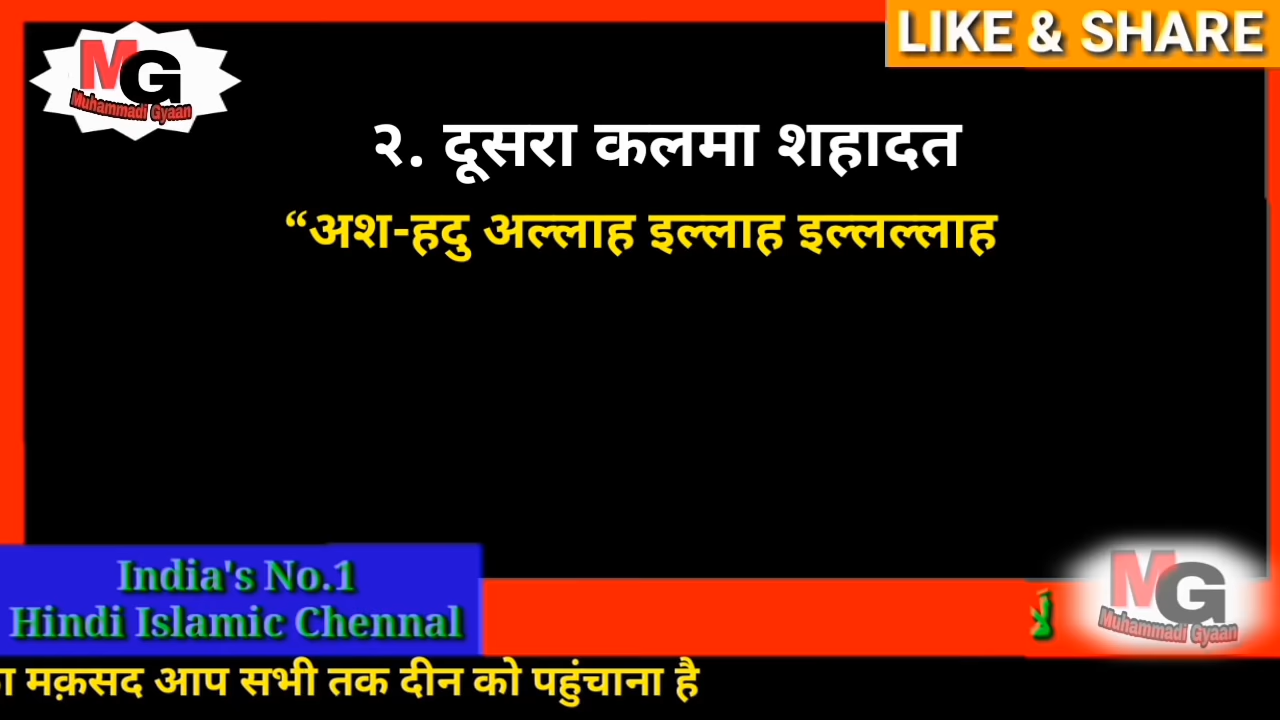 LIKE & SHARE
MG
Muhammadi Gyaan
२. दूसरा कलमा शहादत
“अश-हदु अल्लाह इल्लाह इल्लल्लाह
India's No.1
Hindi Islamic Chennal
MG
Muhammadi Gyaan
मक़सद आप सभी तक दीन को पहुंचाना है